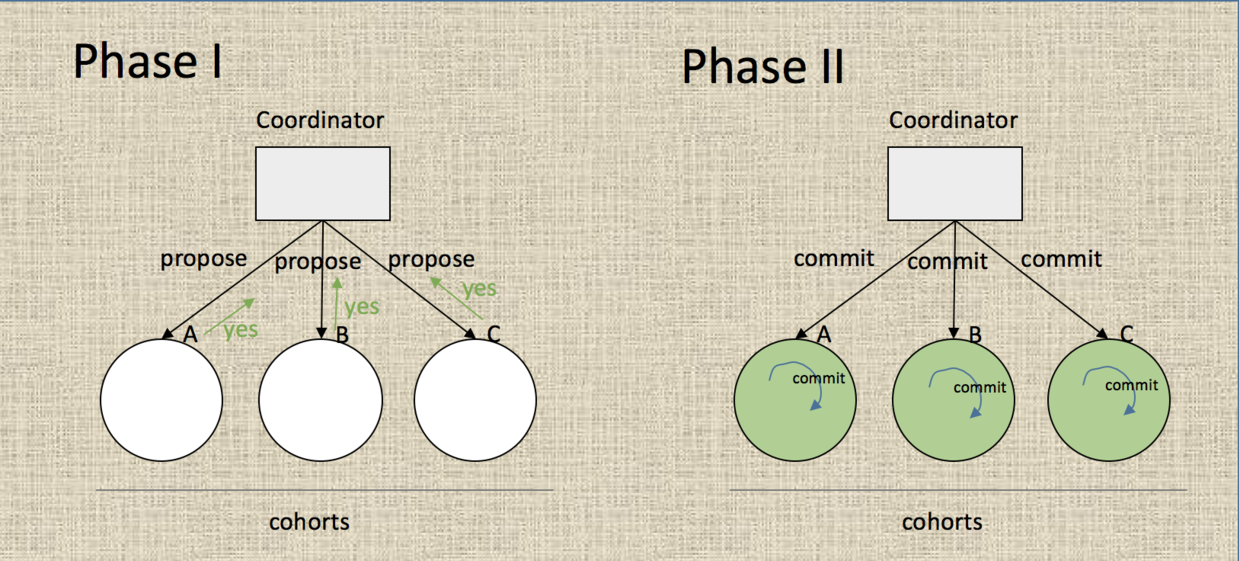 Phase I
Coordinator
propose
propose
propose
yes
yes
yes
A
B
C
cohorts
Phase II
Coordinator
commit
commit
commit
A
B
C
commit
commit
commit
cohorts